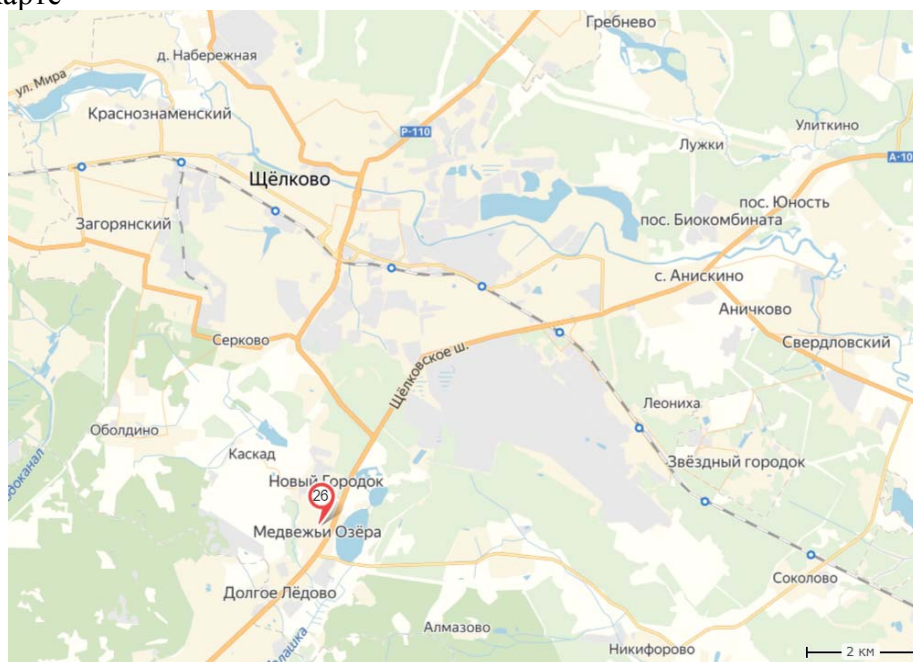 Гребнево
д. Набережная
ул. Мира
Краснознаменский
Р-110
Улиткино
Лужки
А-10
Щёлково
пос. Юность
пос. Биокомбината
Загорянский
с. Анискино
Аничково
Серково
Свердловский
Щёлковское ш.
Леониха
Оболдино
Каскад
Звёздный городок
Новый Городок
26
Медвежьи Озёра
Соколово
Долгое Лёдово
Алмазово
Никифорово
2 км